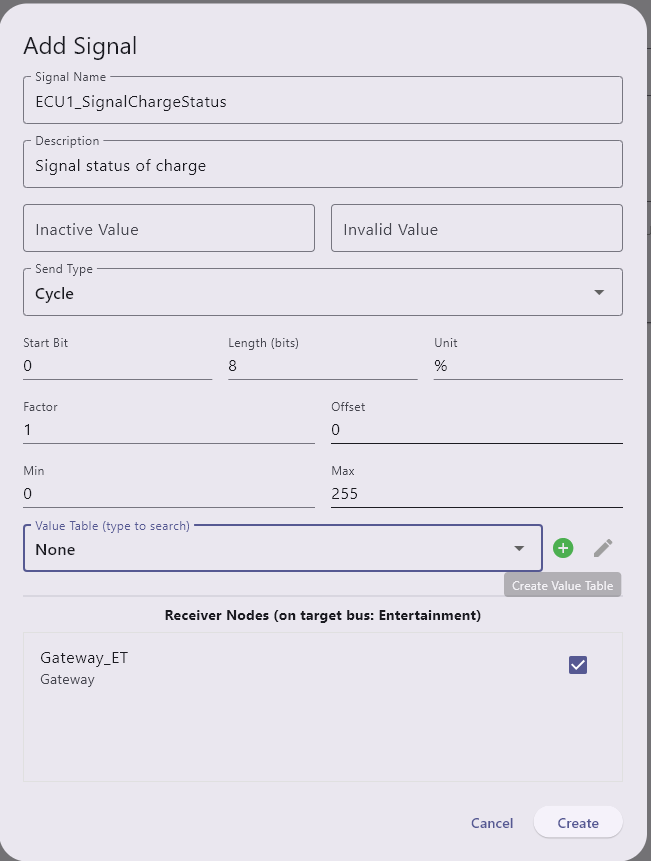 Add Signal
Signal Name
ECU1_SignalChargeStatus
Description
Signal status of charge
Inactive Value
Invalid Value
Send Type
Cycle
Start Bit
Length (bits)
Unit
0
8
%
Factor
Offset
1
0
Min
Max
0
255
Value Table (type to search)
None
Create Value Table
Receiver Nodes (on target bus: Entertainment)
Gateway_ET
Gateway
Cancel
Create